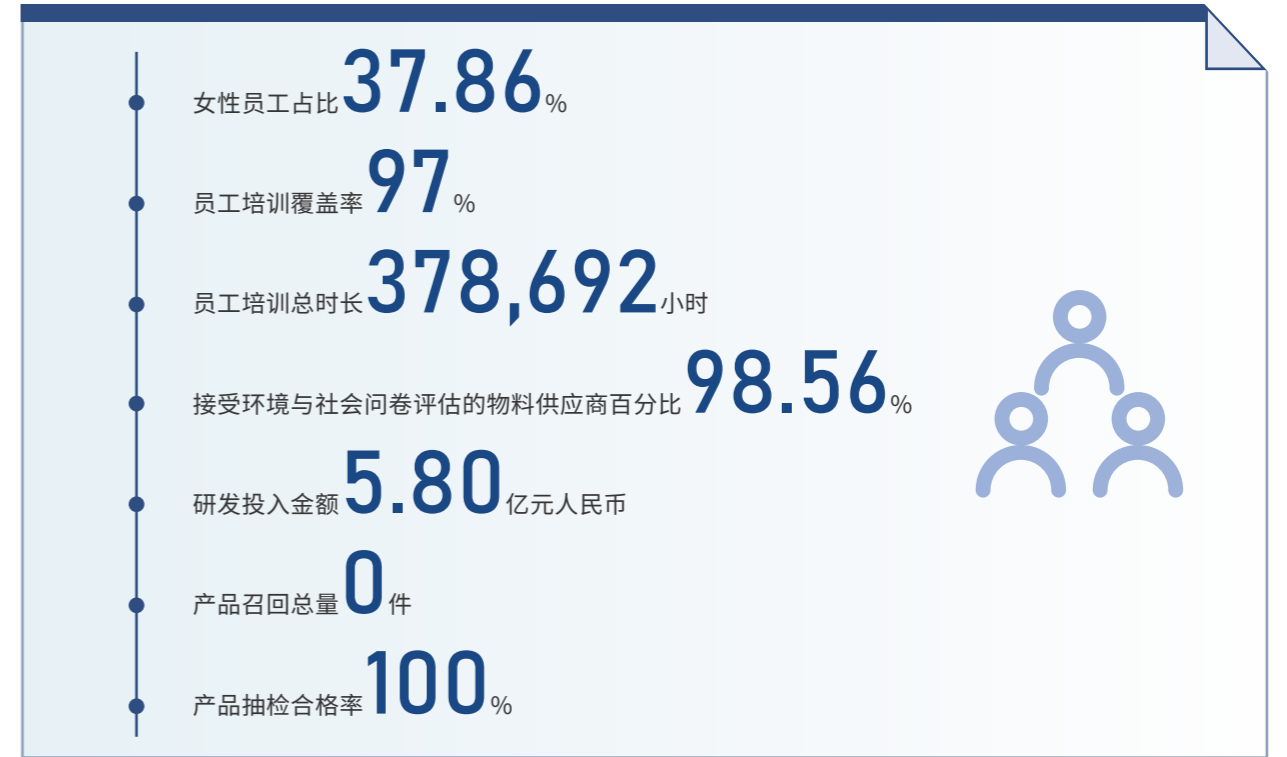 女性员工占比37.86%
员工培训覆盖率97%
员工培训总时长378,692小时
接受环境与社会问卷评估的物料供应商百分比98.56%
研发投入金额5.80亿元人民币
产品召回总量0件
产品抽检合格率100%